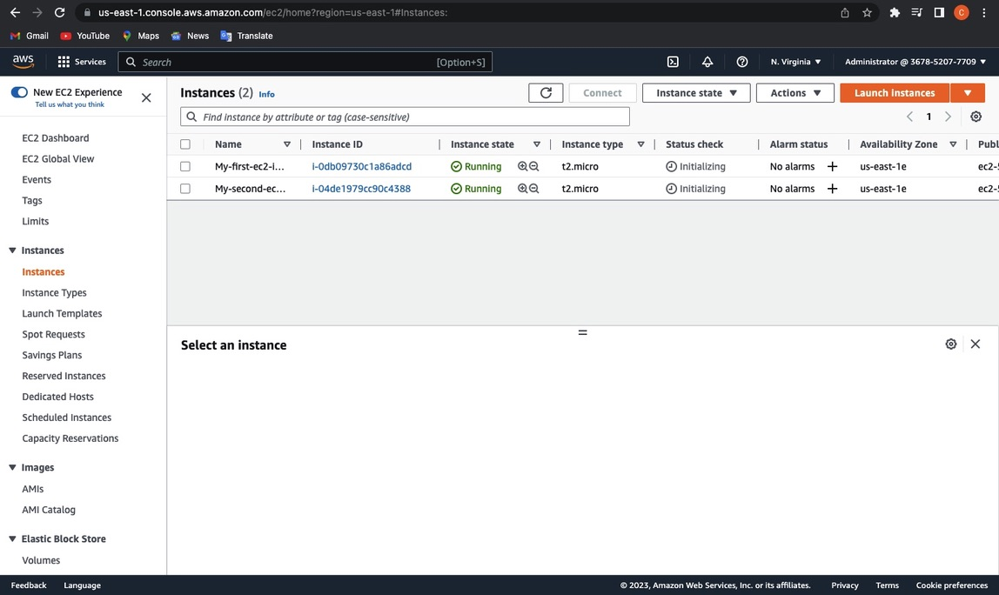 us-east-1.console.aws.amazon.com/ec2/home?region=us-east-1#Instances:
C
Gmail YouTube Maps News Translate
aws Services Search [Option+S] N. Virginia Administrator @ 3678-5207-7709
New EC2 Experience
Tell us what you think
EC2 Dashboard
EC2 Global View
Events
Tags
Limits
Instances
Instances
Instance Types
Launch Templates
Spot Requests
Savings Plans
Reserved Instances
Dedicated Hosts
Scheduled Instances
Capacity Reservations
Images
AMIs
AMI Catalog
Elastic Block Store
Volumes
Instances (2) Info Connect Instance state Actions Launch instances
Find instance by attribute or tag (case-sensitive) 1
Name Instance ID Instance state Instance type Status check Alarm status Availability Zone Publ
My-first-ec2-i... i-0db09730c1a86adcd Running t2.micro Initializing No alarms + us-east-1e ec2-
My-second-ec... i-04de1979cc90c4388 Running t2.micro Initializing No alarms + us-east-1e ec2-
Select an instance
Feedback Language © 2023, Amazon Web Services, Inc. or its affiliates. Privacy Terms Cookie preferences